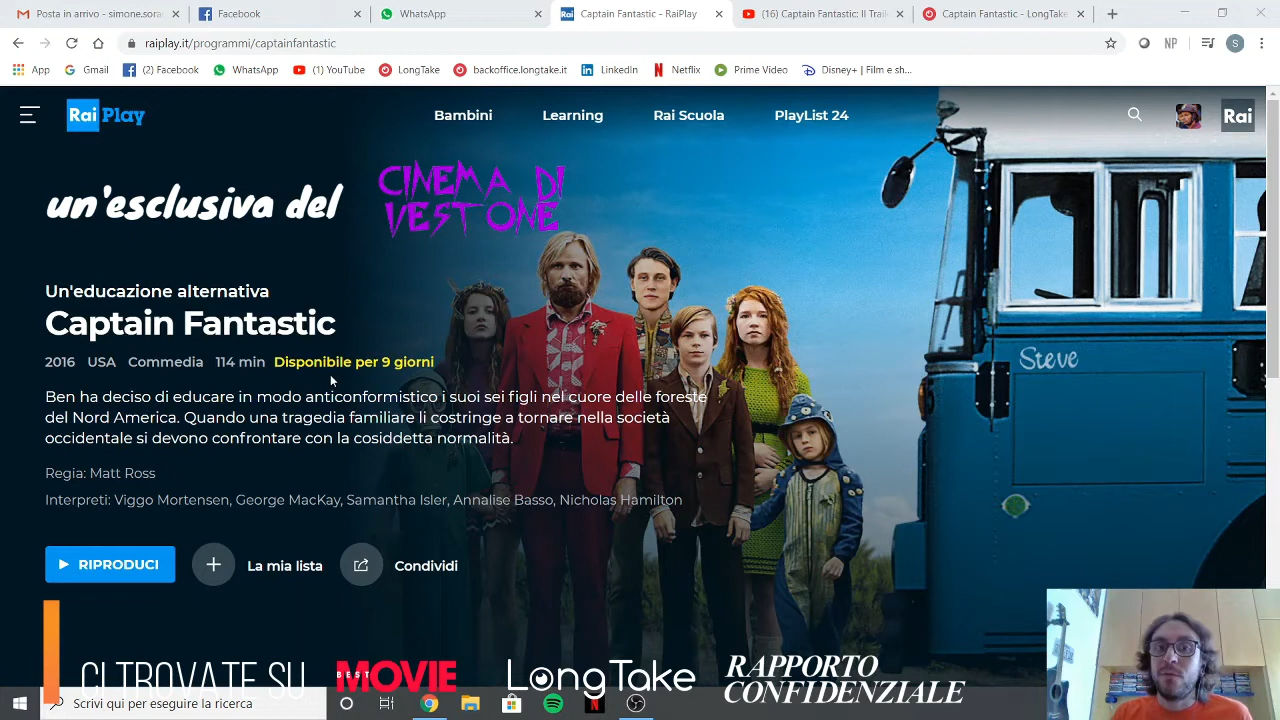 Posta in arrivo - simone.soran
Facebook
WhatsApp
Captain Fantastic - RaiPlay
(16) Captain Fantastic: Il Traile
Captain Fantastic - LongTake
raiplay.it/programmi/captainfantastic
NP
S
App
Gmail
(2) Facebook
WhatsApp
(1) YouTube
LongTake
backoffice.longtake.it
LinkedIn
Netflix
Prime Video
Disney+ | Film e sh...
Rai Play
Bambini
Learning
Rai Scuola
PlayList 24
Rai
un'esclusiva del
CINEMA DI
VESTONE
Un'educazione alternativa
Captain Fantastic
2016 USA Commedia 114 min Disponibile per 9 giorni
Ben ha deciso di educare in modo anticonformistico i suoi sei figli nel cuore delle foreste
del Nord America. Quando una tragedia familiare li costringe a tornare nella società
occidentale si devono confrontare con la cosiddetta normalità.
Regia: Matt Ross
Interpreti: Viggo Mortensen, George MacKay, Samantha Isler, Annalise Basso, Nicholas Hamilton
Steve
RIPRODUCI
La mia lista
Condividi
CI TROVATE SU
BEST MOVIE
LongTake
RAPPORTO
CONFIDENZIALE
Scrivi qui per eseguire la ricerca